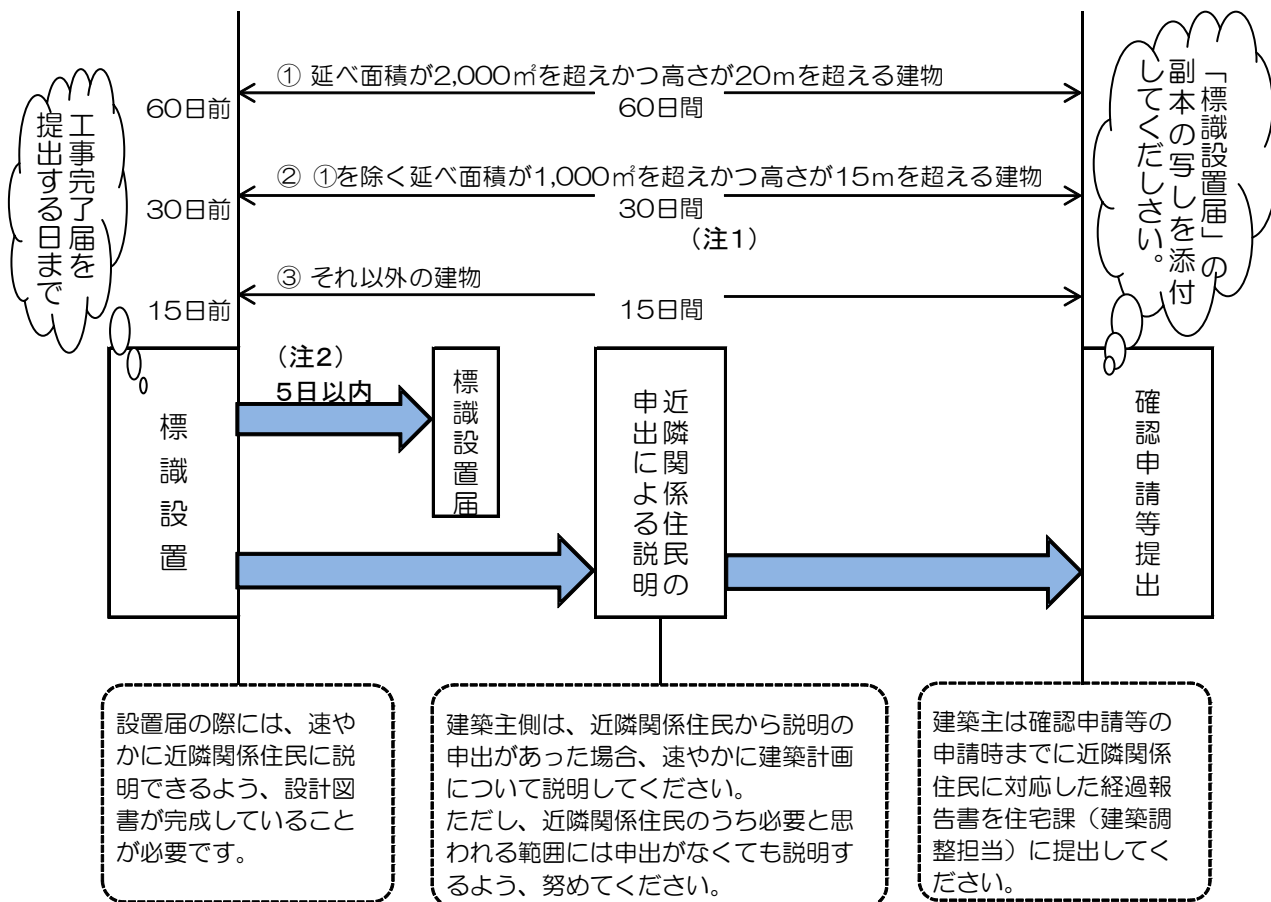 ① 延べ面積が2,000㎡を超えかつ高さが20mを超える建物
60日前
60日間
② ①を除く延べ面積が1,000㎡を超えかつ高さが15mを超える建物
30日前
30日間
（注1）
③ それ以外の建物
15日前
15日間
工事完了届を
提出する日まで
「標識設置届」の
副本の写しを添付
してくだしさい。
（注2）
5日以内
標識設置
標識設置届
近隣関係住民の
申出による説明
確認申請等提出
設置届の際には、速や
かに近隣関係住民に説
明できるよう、設計図
書が完成していること
が必要です。
建築主側は、近隣関係住民から説明の
申出があった場合、速やかに建築計画
について説明してください。
ただし、近隣関係住民のうち必要と思
われる範囲には申出がなくても説明す
るよう、努めてください。
建築主は確認申請等の
申請時までに近隣関係
住民に対応した経過報
告書を住宅課（建築調
整担当）に提出してく
ださい。